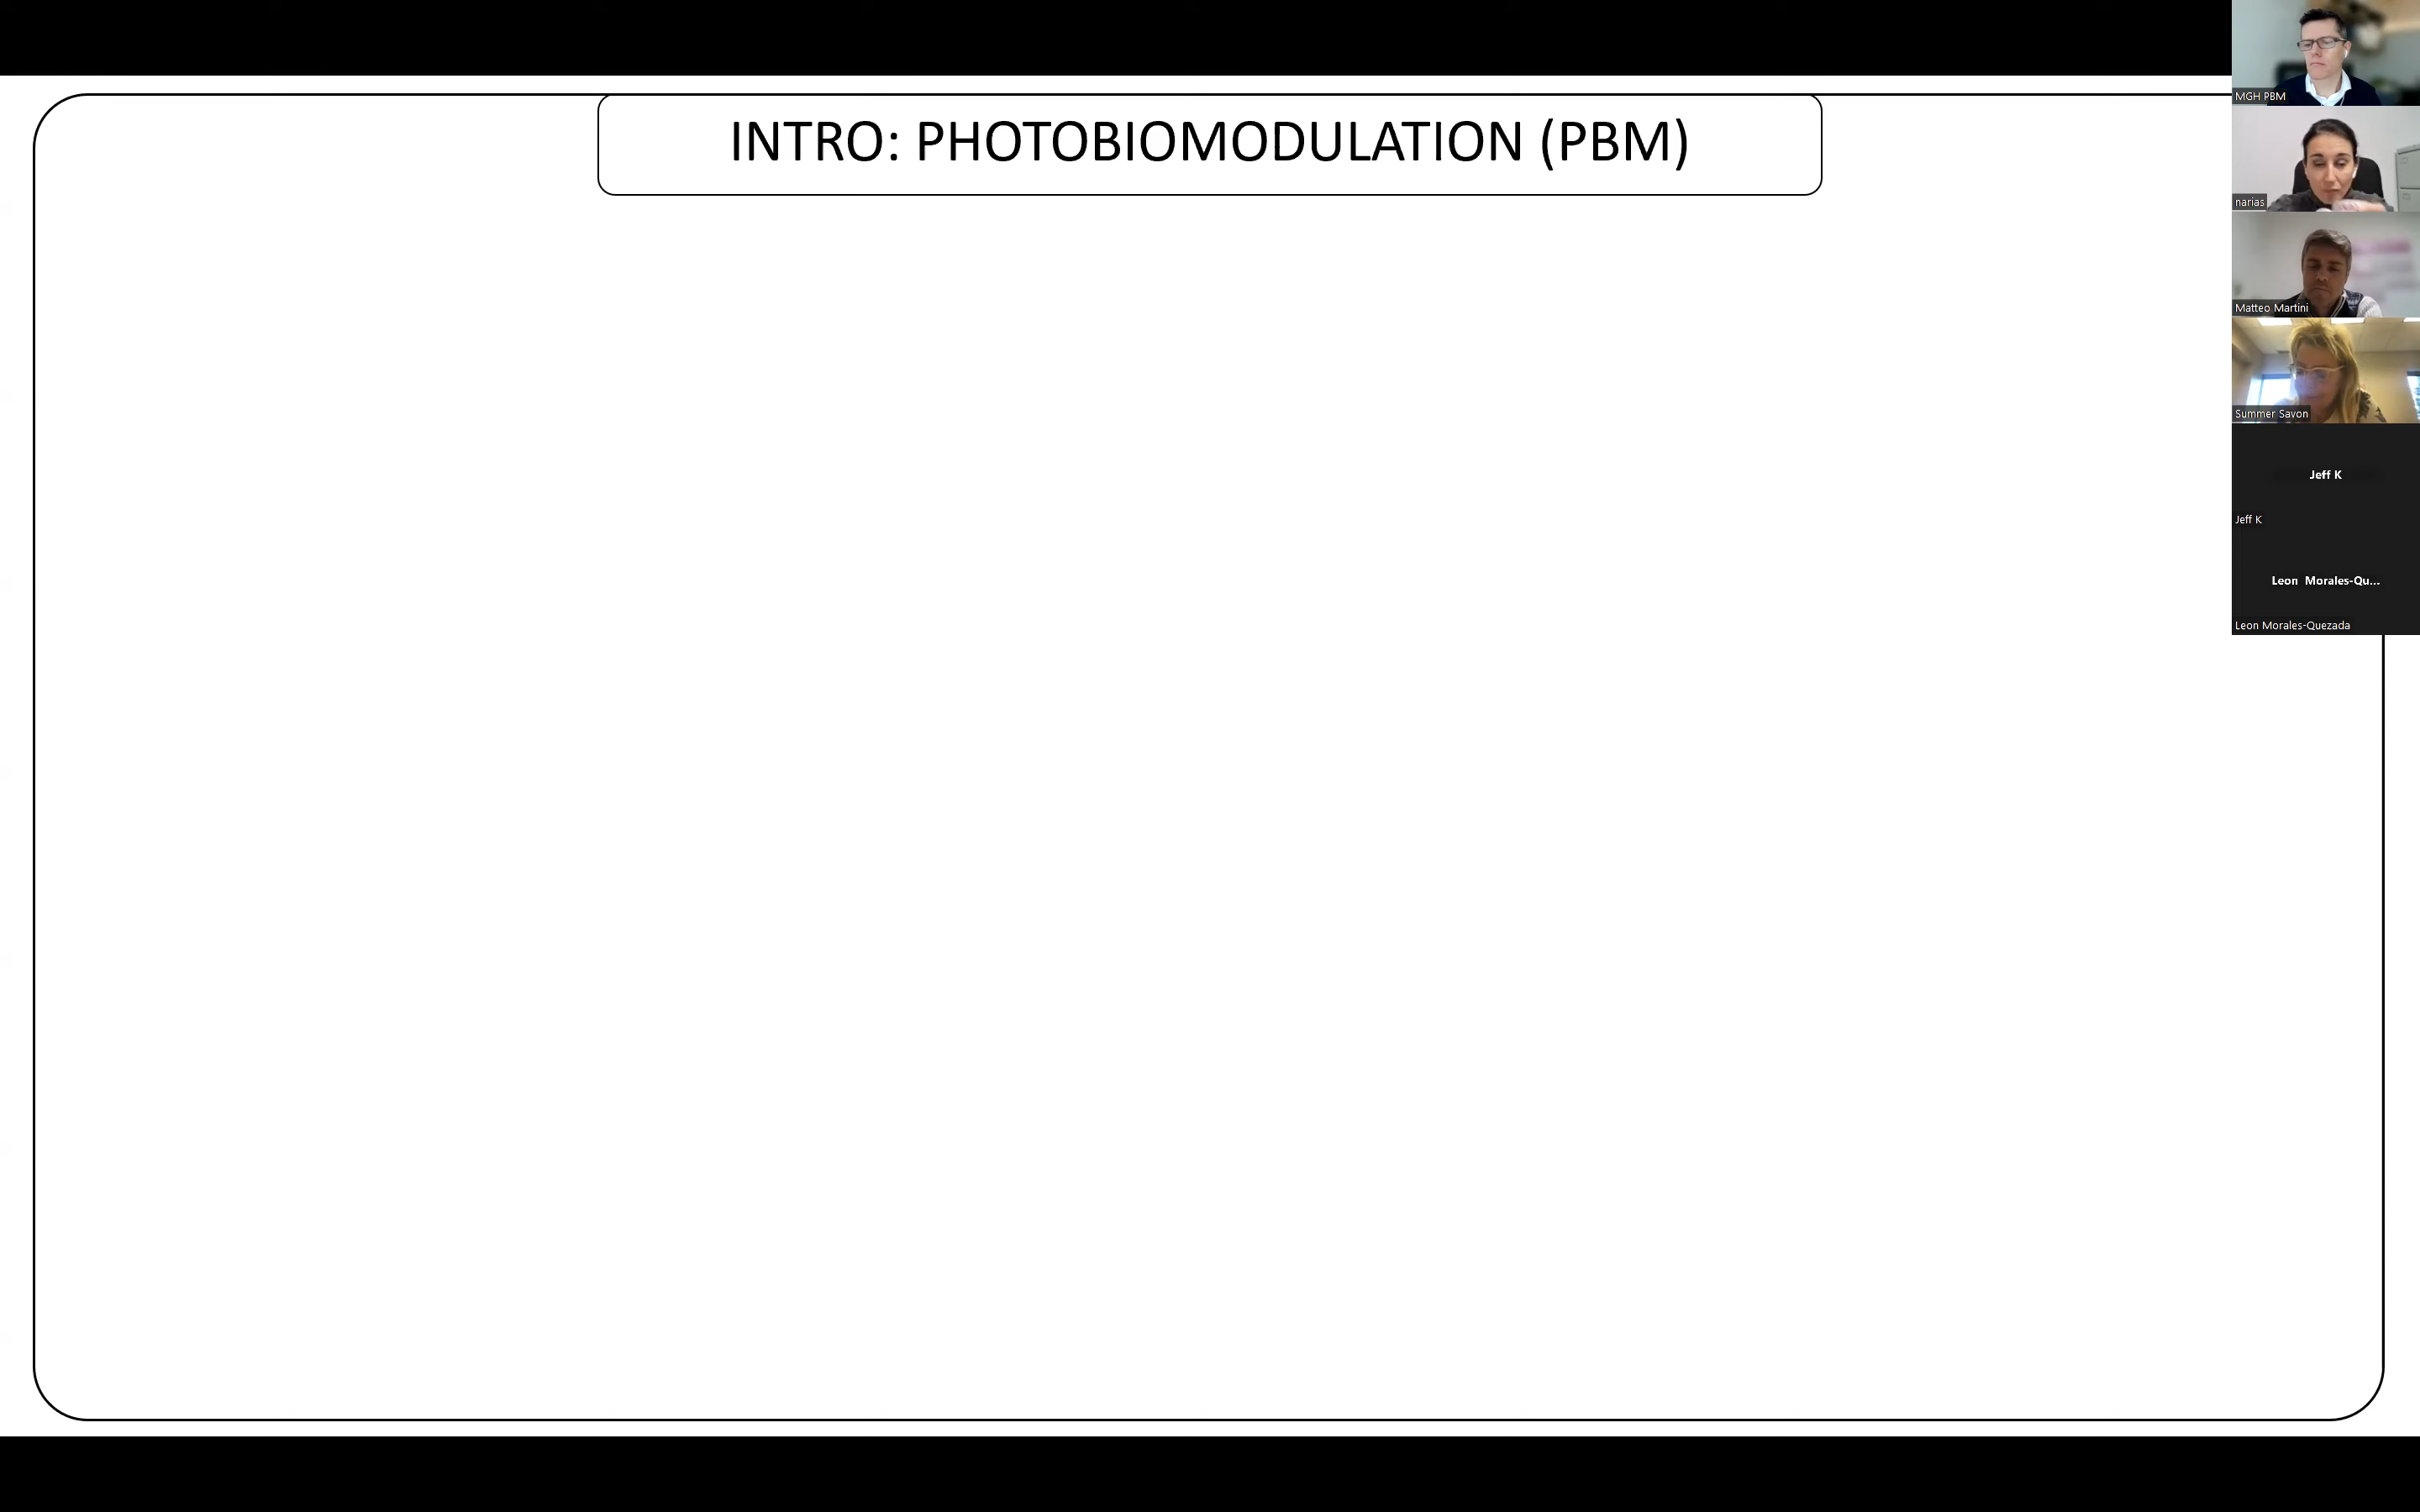 INTRO: PHOTOBIOMODULATION (PBM)
MGH PBM
narias
Matteo Martini
Summer Savon
Jeff K
Jeff K
Leon Morales-Qu...
Leon Morales-Quezada